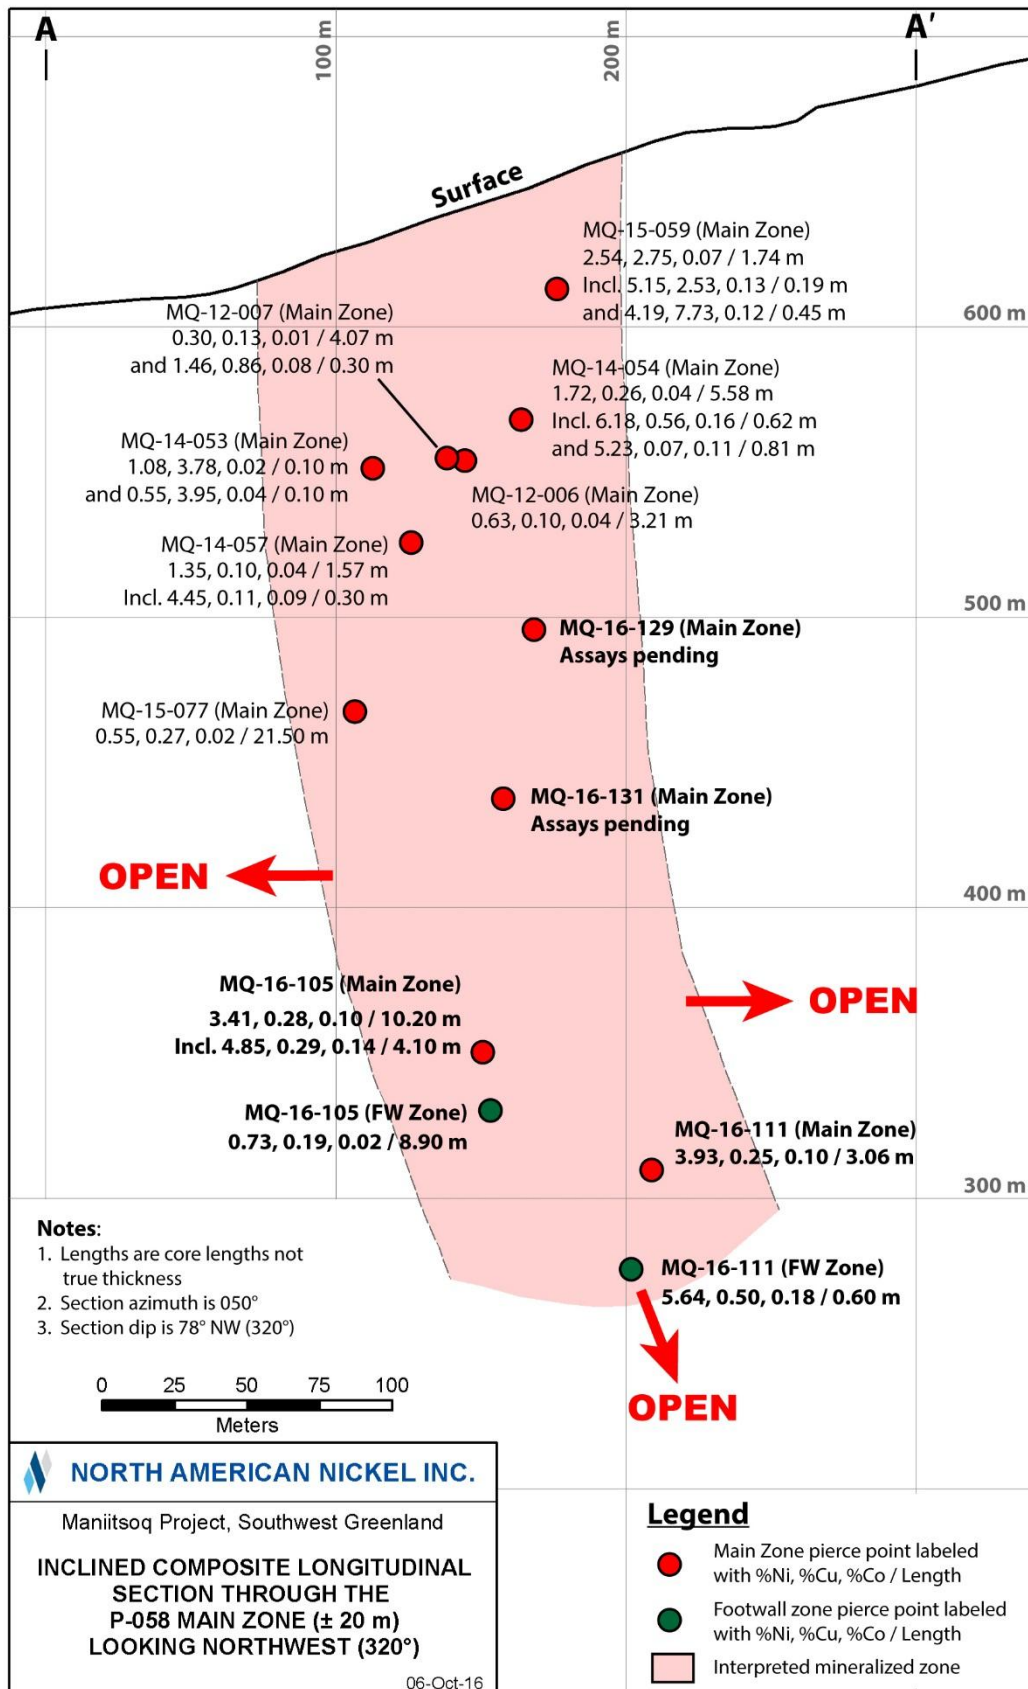 A
A′
100 m
200 m
Surface
MQ-15-059 (Main Zone)
2.54, 2.75, 0.07 / 1.74 m
Incl. 5.15, 2.53, 0.13 / 0.19 m
and 4.19, 7.73, 0.12 / 0.45 m
MQ-12-007 (Main Zone)
0.30, 0.13, 0.01 / 4.07 m
and 1.46, 0.86, 0.08 / 0.30 m
600 m
MQ-14-054 (Main Zone)
1.72, 0.26, 0.04 / 5.58 m
Incl. 6.18, 0.56, 0.16 / 0.62 m
and 5.23, 0.07, 0.11 / 0.81 m
MQ-14-053 (Main Zone)
1.08, 3.78, 0.02 / 0.10 m
and 0.55, 3.95, 0.04 / 0.10 m
MQ-12-006 (Main Zone)
0.63, 0.10, 0.04 / 3.21 m
MQ-14-057 (Main Zone)
1.35, 0.10, 0.04 / 1.57 m
Incl. 4.45, 0.11, 0.09 / 0.30 m
500 m
MQ-16-129 (Main Zone)
Assays pending
MQ-15-077 (Main Zone)
0.55, 0.27, 0.02 / 21.50 m
MQ-16-131 (Main Zone)
Assays pending
OPEN
400 m
MQ-16-105 (Main Zone)
3.41, 0.28, 0.10 / 10.20 m
Incl. 4.85, 0.29, 0.14 / 4.10 m
OPEN
MQ-16-105 (FW Zone)
0.73, 0.19, 0.02 / 8.90 m
MQ-16-111 (Main Zone)
3.93, 0.25, 0.10 / 3.06 m
300 m
MQ-16-111 (FW Zone)
5.64, 0.50, 0.18 / 0.60 m
OPEN
Notes:
1. Lengths are core lengths not
true thickness
2. Section azimuth is 050°
3. Section dip is 78° NW (320°)
0 25 50 75 100
Meters
NORTH AMERICAN NICKEL INC.
Maniitsoq Project, Southwest Greenland
INCLINED COMPOSITE LONGITUDINAL
SECTION THROUGH THE
P-058 MAIN ZONE (± 20 m)
LOOKING NORTHWEST (320°)
06-Oct-16
Legend
Main Zone pierce point labeled
with %Ni, %Cu, %Co / Length
Footwall zone pierce point labeled
with %Ni, %Cu, %Co / Length
Interpreted mineralized zone